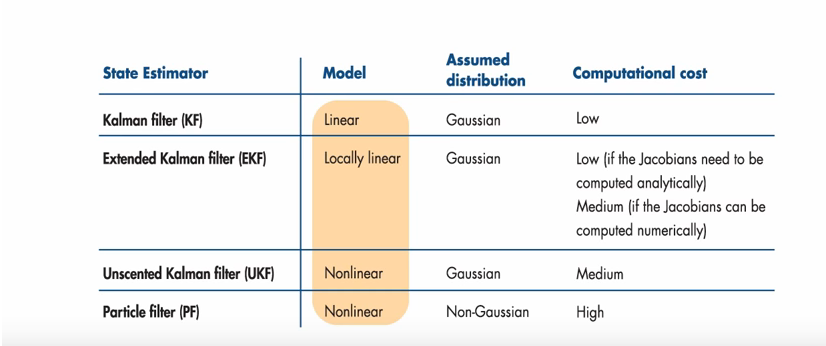 State Estimator Model Assumed distribution Computational cost
Kalman filter (KF) Linear Gaussian Low
Extended Kalman filter (EKF) Locally linear Gaussian Low (if the Jacobians need to be
computed analytically)
Medium (if the Jacobians can be
computed numerically)
Unscented Kalman filter (UKF) Nonlinear Gaussian Medium
Particle filter (PF) Nonlinear Non-Gaussian High